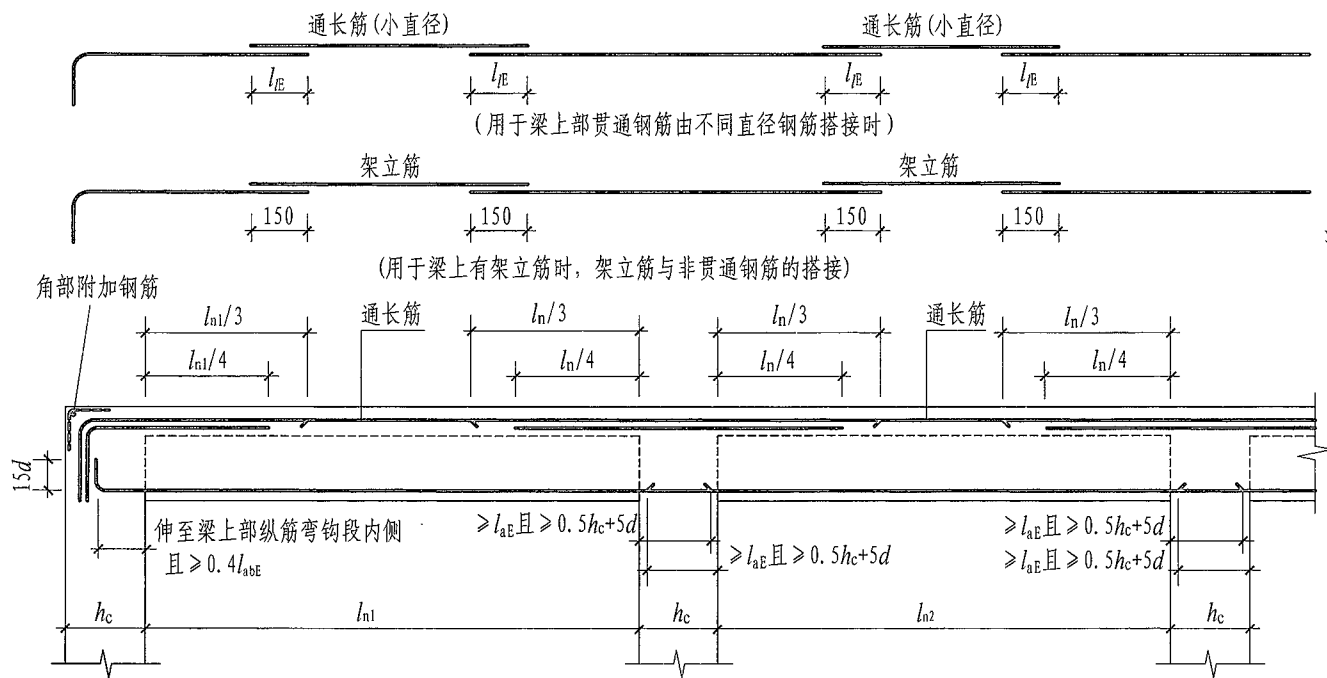 通长筋(小直径)
通长筋(小直径)
llE
llE
llE
llE
(用于梁上部贯通钢筋由不同直径钢筋搭接时)
架立筋
架立筋
150
150
150
150
(用于梁上有架立筋时, 架立筋与非贯通钢筋的搭接)
角部附加钢筋
ln1/3
通长筋
ln/3
ln/3
通长筋
ln/3
ln1/4
ln/4
ln/4
ln/4
15d
伸至梁上部纵筋弯钩段内侧
且≥0.4labE
≥laE且≥0.5hc+5d
≥laE且≥0.5hc+5d
≥laE且≥0.5hc+5d
≥laE且≥0.5hc+5d
hc
ln1
hc
ln2
hc